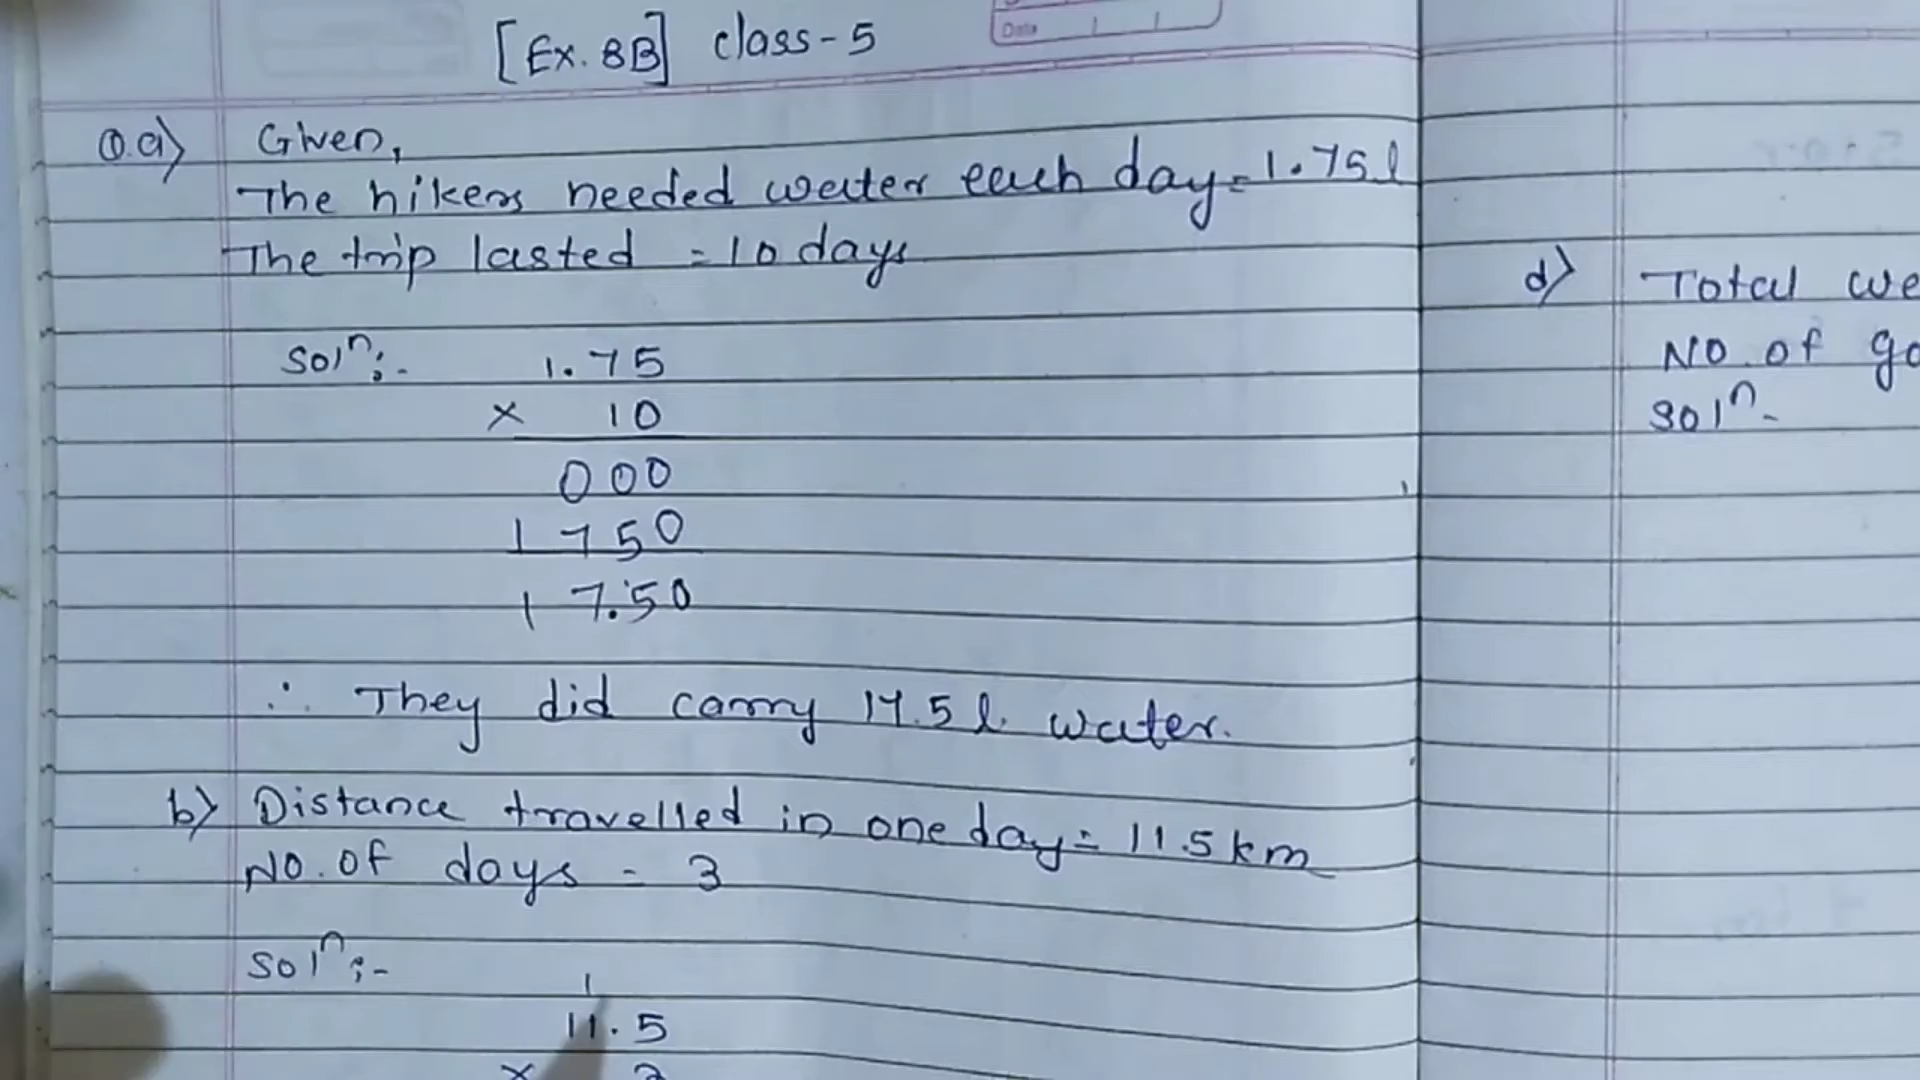 [Ex. 8B] class-5
Date
Q.a) Given,
The hikers needed water each day = 1.75 l
The trip lasted = 10 days
Solⁿ:- 1.75
× 10
000
1750
17.50
∴ They did carry 17.5 l. water.
b) Distance travelled in one day = 11.5 km
No. of days = 3
Solⁿ:-
1
11.5
×
d) Total we
No. of go
Solⁿ-